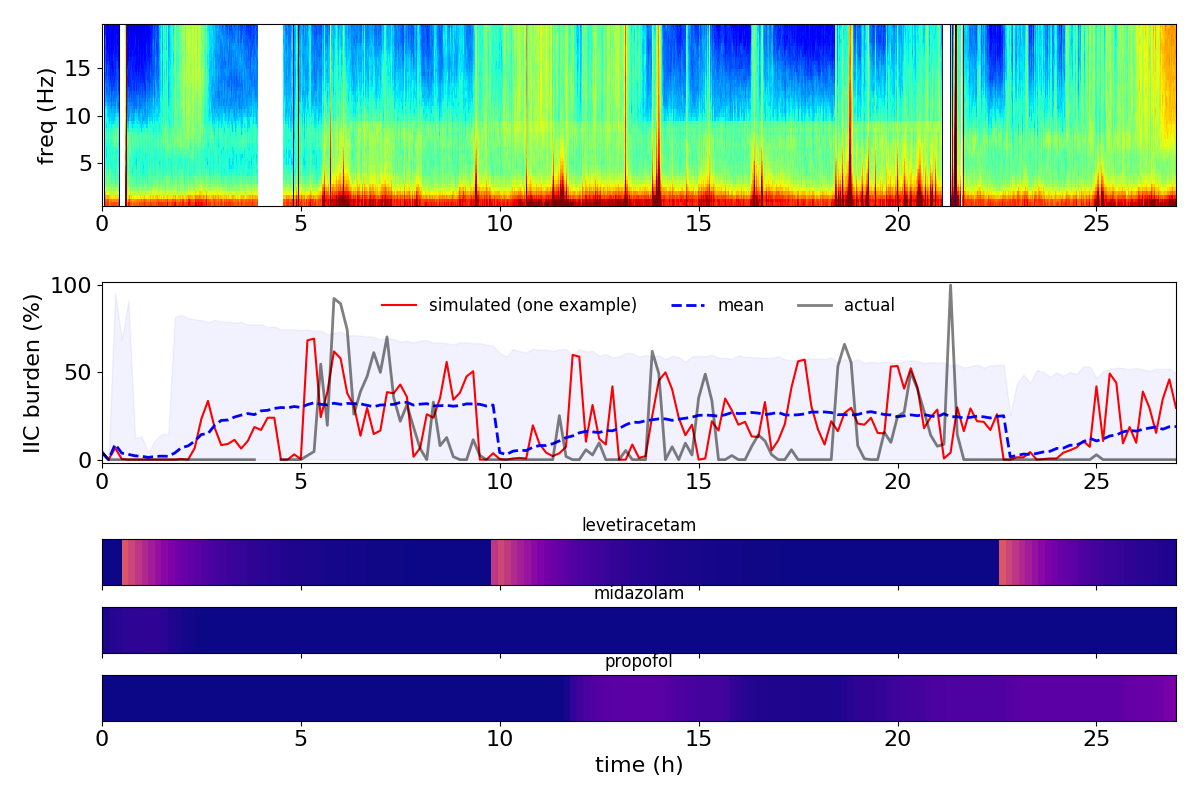 freq (Hz)
15
10
5
0 5 10 15 20 25
IIC burden (%)
100
50
0
simulated (one example) mean actual
0 5 10 15 20 25
levetiracetam
midazolam
propofol
0 5 10 15 20 25
time (h)